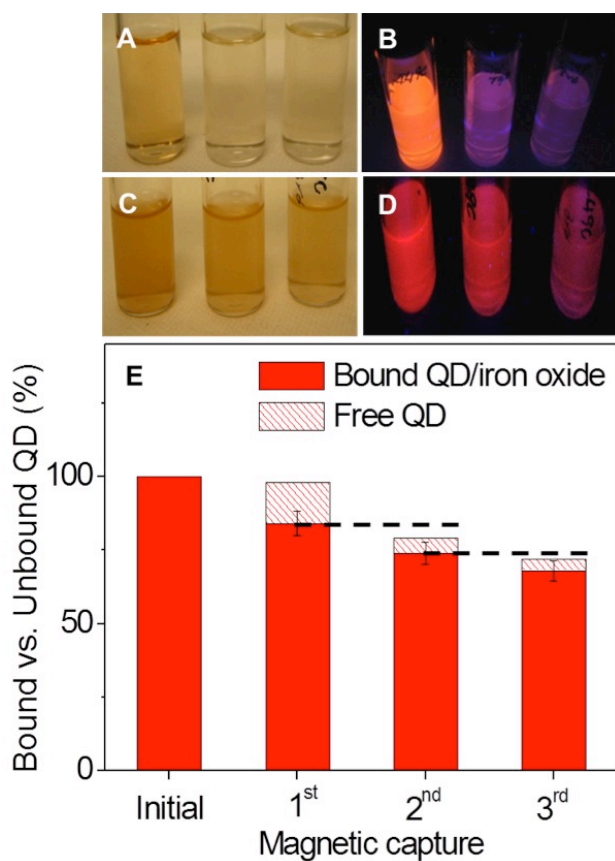 A
B
C
D
E
Bound QD/iron oxide
Free QD
Bound vs. Unbound QD (%)
100
50
0
Initial
1st
2nd
3rd
Magnetic capture